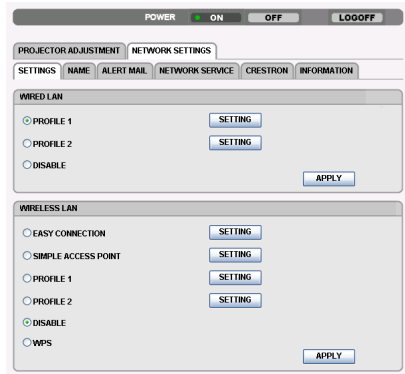 POWER ON OFF LOGOFF
PROJECTOR ADJUSTMENT NETWORK SETTINGS
SETTINGS NAME ALERT MAIL NETWORK SERVICE CRESTRON INFORMATION
WIRED LAN
PROFILE 1 SETTING
PROFILE 2 SETTING
DISABLE
APPLY
WIRELESS LAN
EASY CONNECTION SETTING
SIMPLE ACCESS POINT SETTING
PROFILE 1 SETTING
PROFILE 2 SETTING
DISABLE
WPS
APPLY